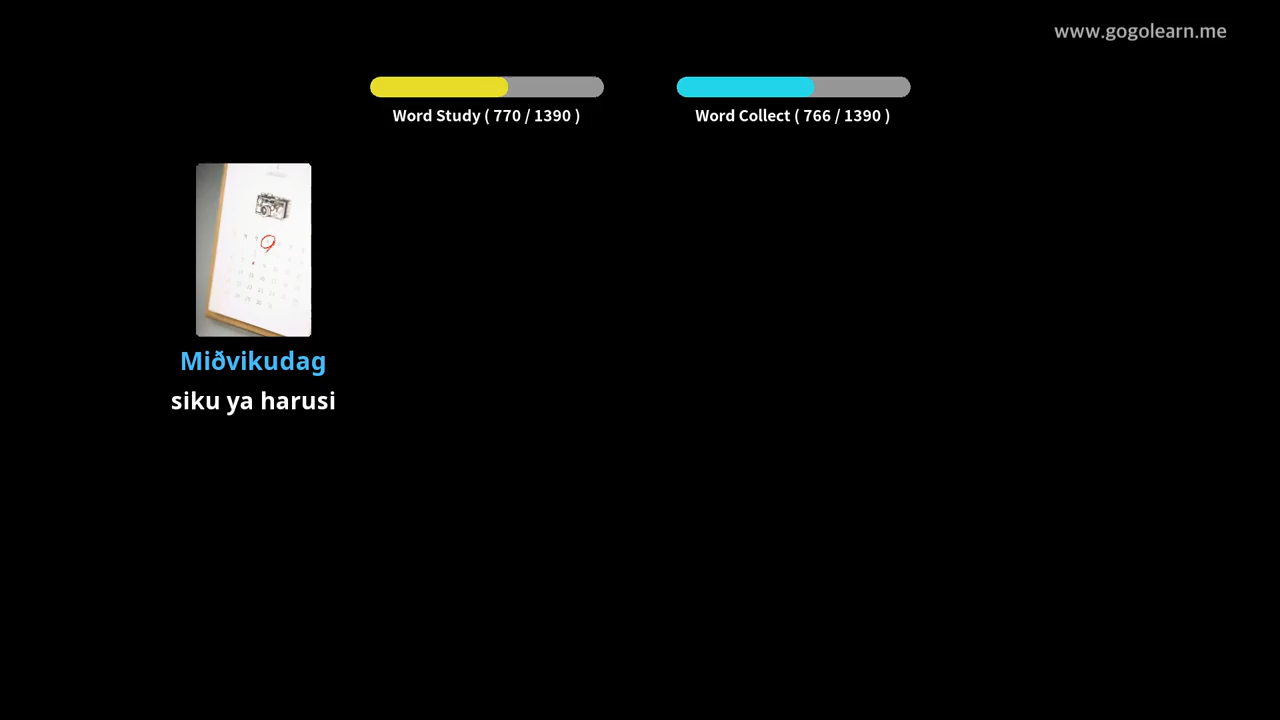 www.gogolearn.me
Word Study ( 770 / 1390 )
Word Collect ( 766 / 1390 )
Miðvikudag
siku ya harusi